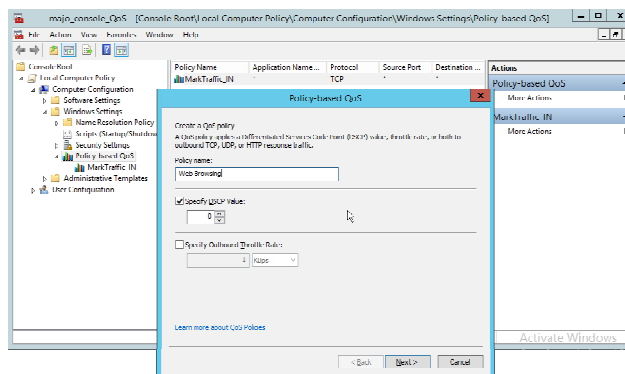 majo_console_QoS - [Console Root\Local Computer Policy\Computer Configuration\Windows Settings\Policy-based QoS]
File Action View Favorites Window Help
Console Root
Local Computer Policy
Computer Configuration
Software Settings
Windows Settings
Name Resolution Policy
Scripts (Startup/Shutdow
Security Settings
Policy-based QoS
MarkTraffic_IN
Administrative Templates
User Configuration
Policy Name Application Name... Protocol Source Port Destination ...
MarkTraffic_IN * TCP * *
Actions
Policy-based QoS
More Actions
MarkTraffic_IN
More Actions
Policy-based QoS
Create a QoS policy
A QoS policy applies a Differentiated Services Code Point (DSCP) value, throttle rate, or both to
outbound TCP, UDP, or HTTP response traffic.
Policy name:
Web Browsing
Specify DSCP Value:
0
Specify Outbound Throttle Rate:
1 KBps
Learn more about QoS Policies
< Back Next > Cancel
Activate Windows